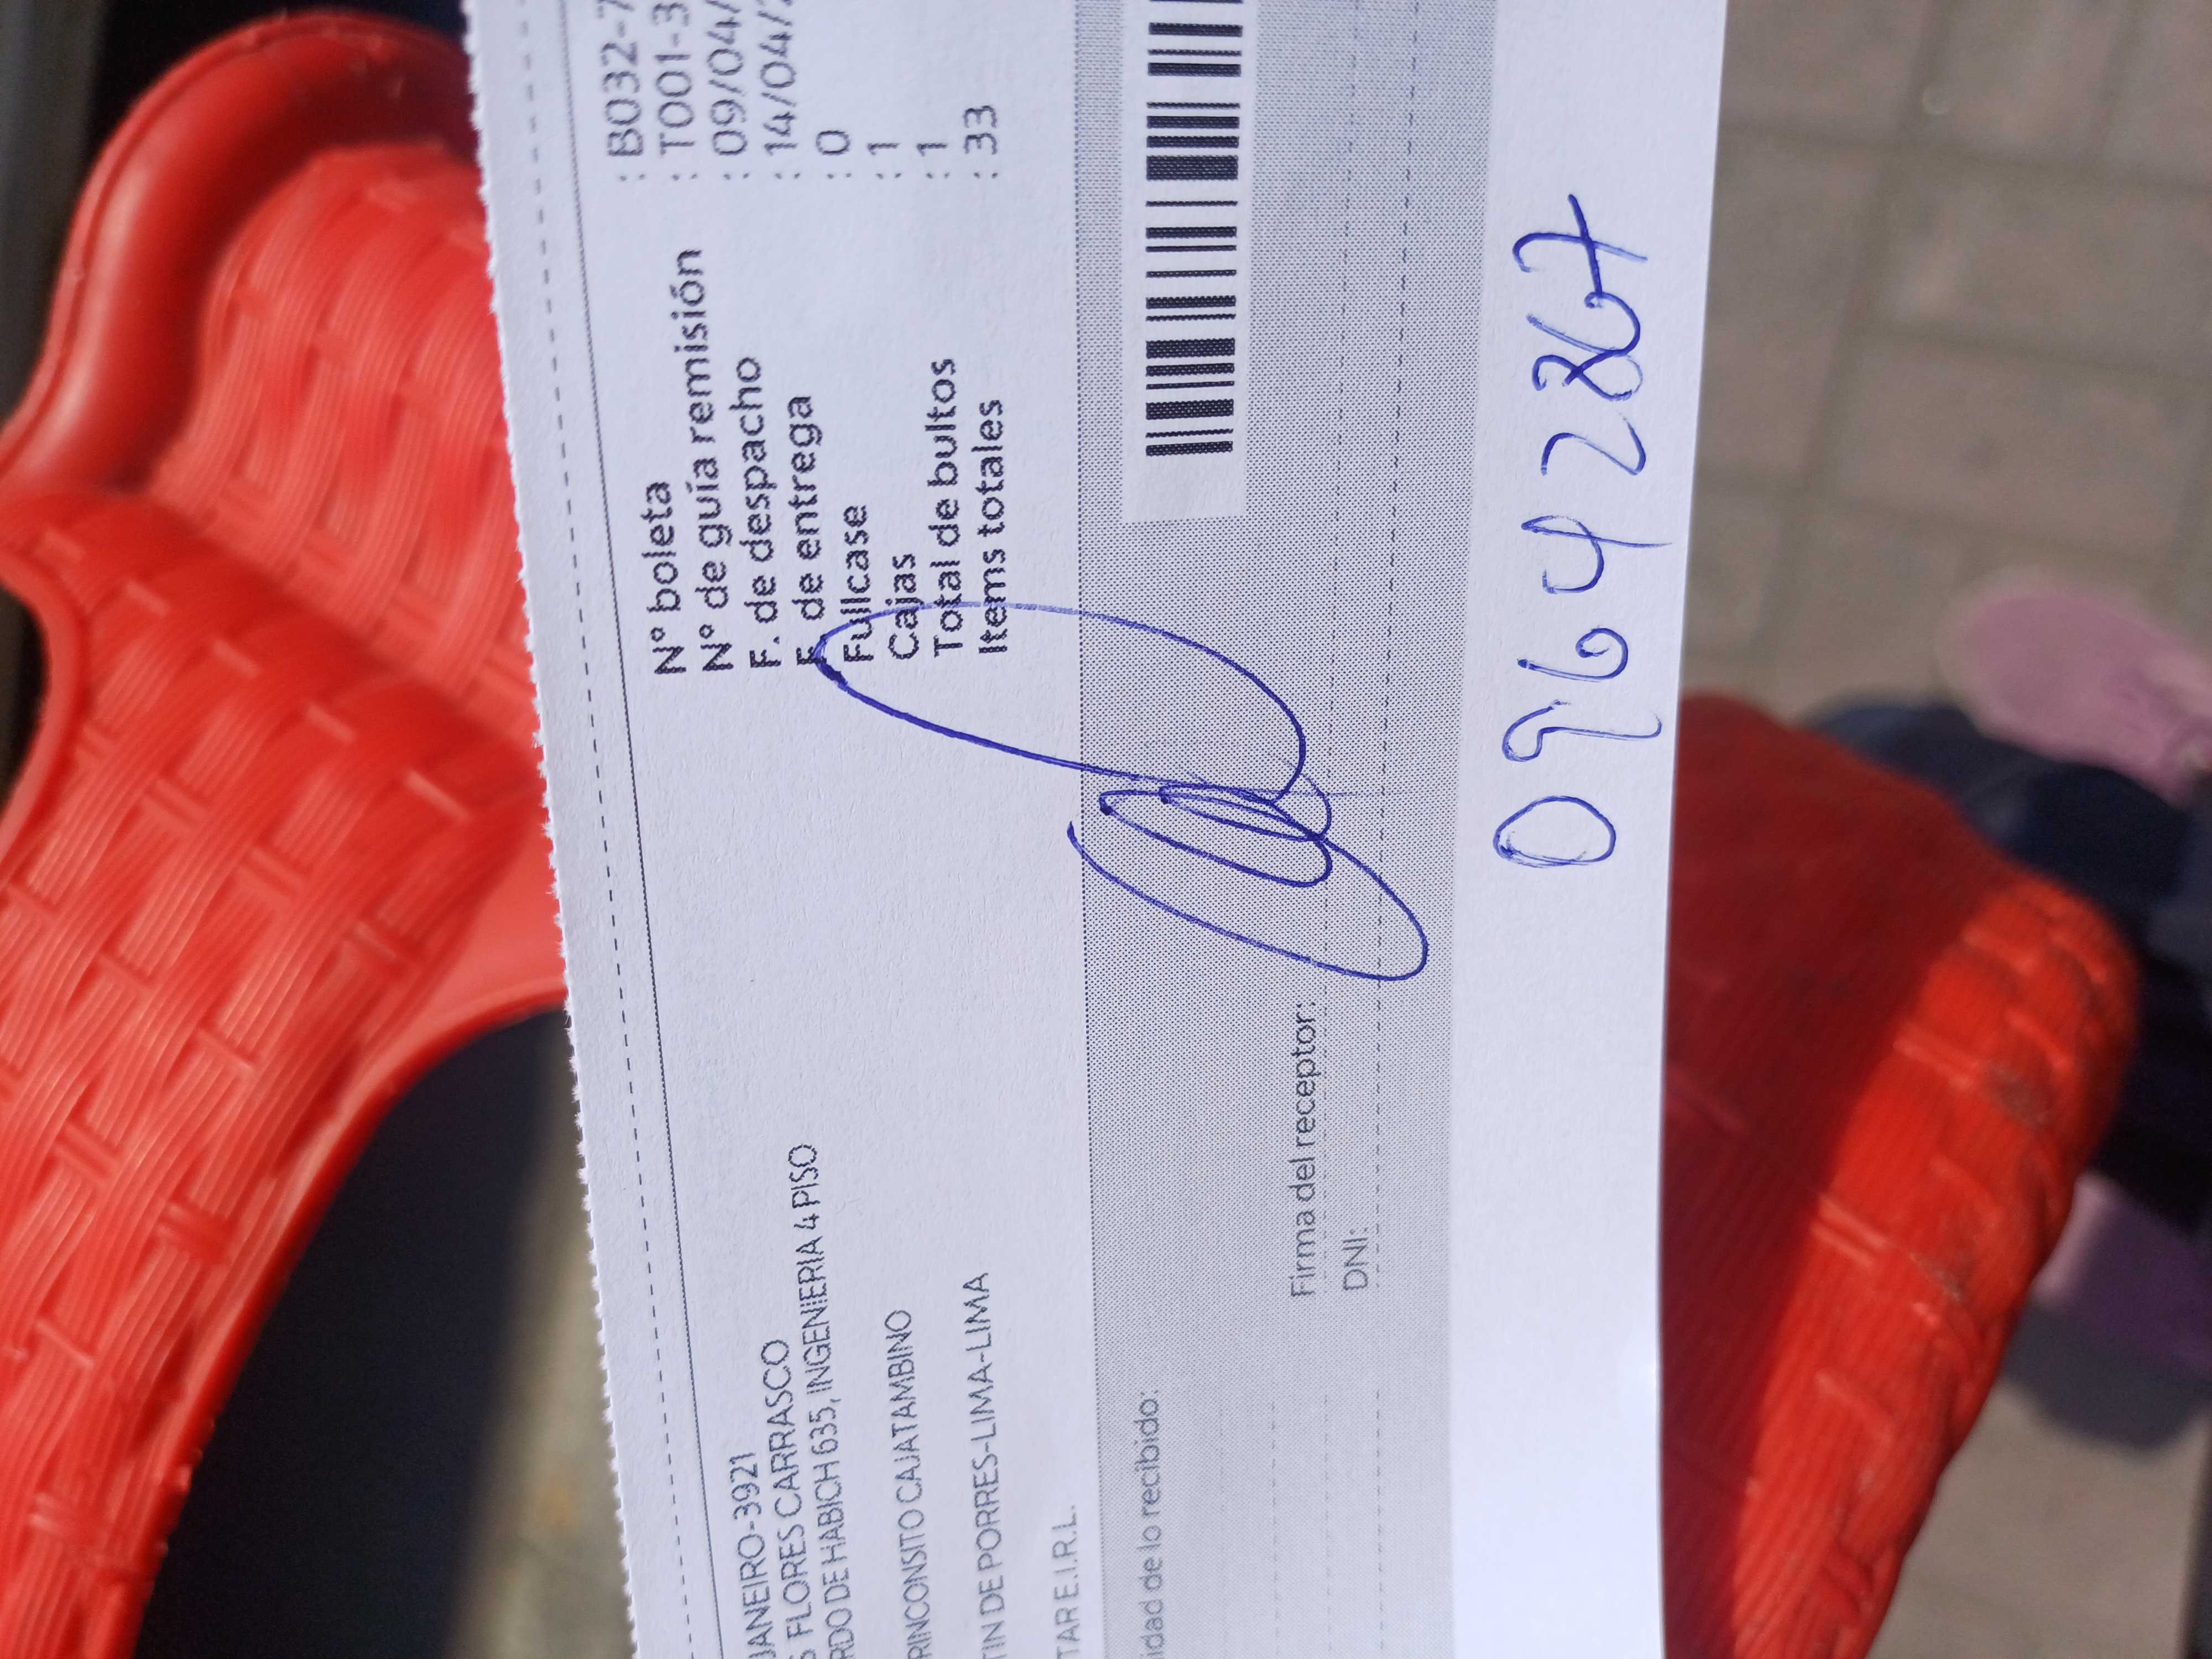 JANEIRO-3921
FLORES CARRASCO
RDO DE HABICH 635, INGENIERIA 4 PISO
RINCONSITO CAJATAMBINO
TIN DE PORRES-LIMA-LIMA
TAR E.I.R.L.
N° boleta : B032-7
N° de guía remisión : T001-3
F. de despacho : 09/04/
F. de entrega : 14/04/
Fullcase : 0
Cajas : 1
Total de bultos : 1
Items totales : 33
idad de lo recibido:
Firma del receptor:
DNI:
09642867